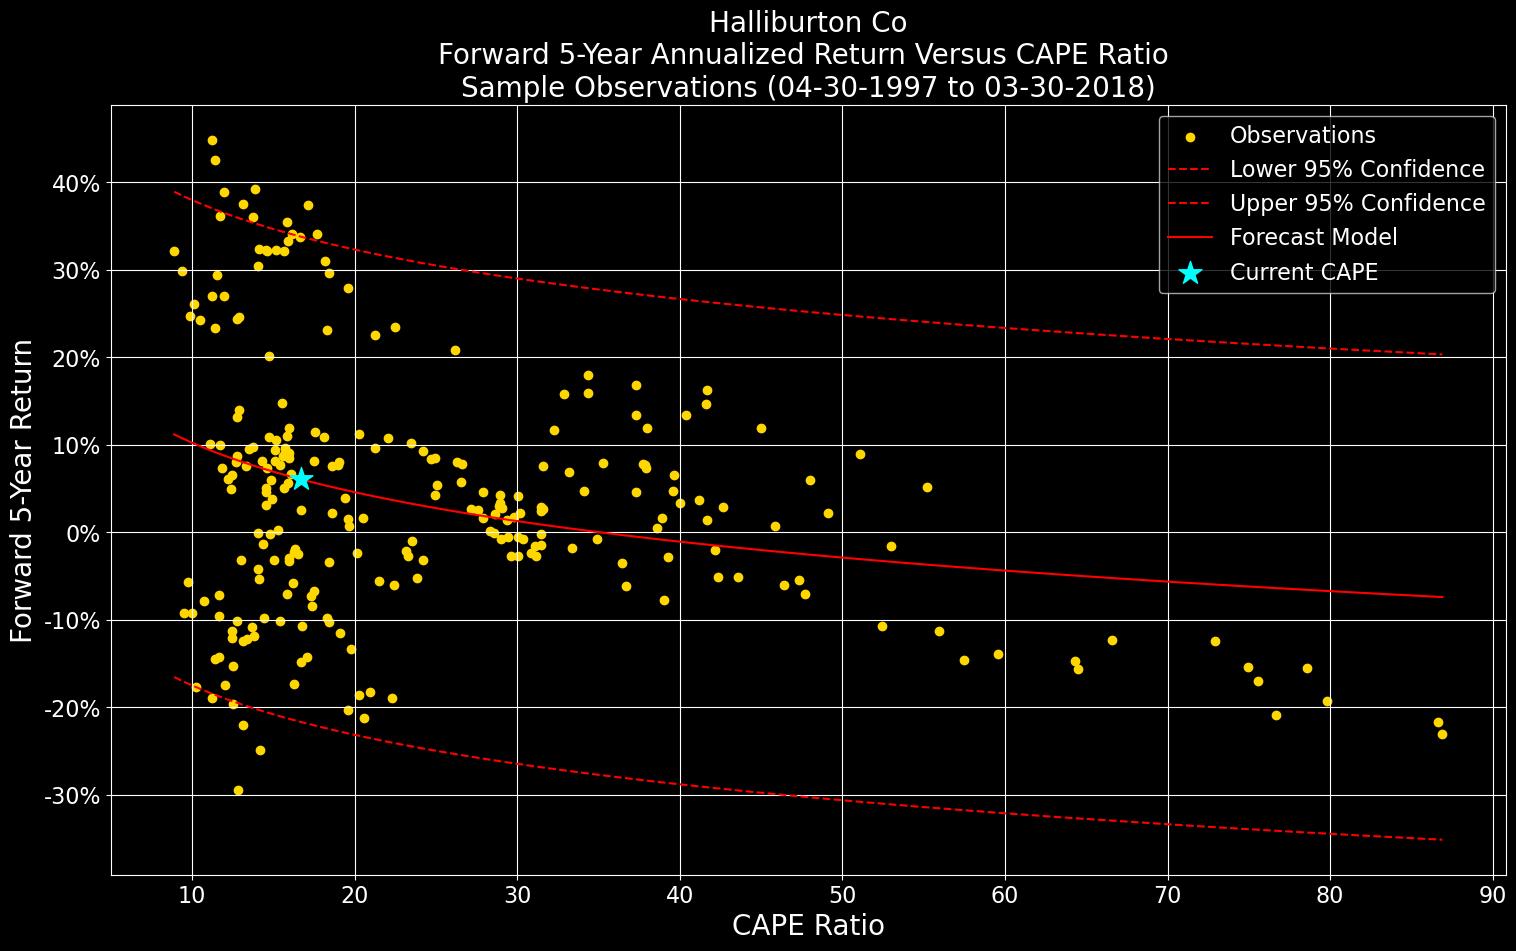 Halliburton Co
Forward 5-Year Annualized Return Versus CAPE Ratio
Sample Observations (04-30-1997 to 03-30-2018)
Observations
Lower 95% Confidence
Upper 95% Confidence
Forecast Model
Current CAPE
Forward 5-Year Return
40%
30%
20%
10%
0%
-10%
-20%
-30%
10 20 30 40 50 60 70 80 90
CAPE Ratio